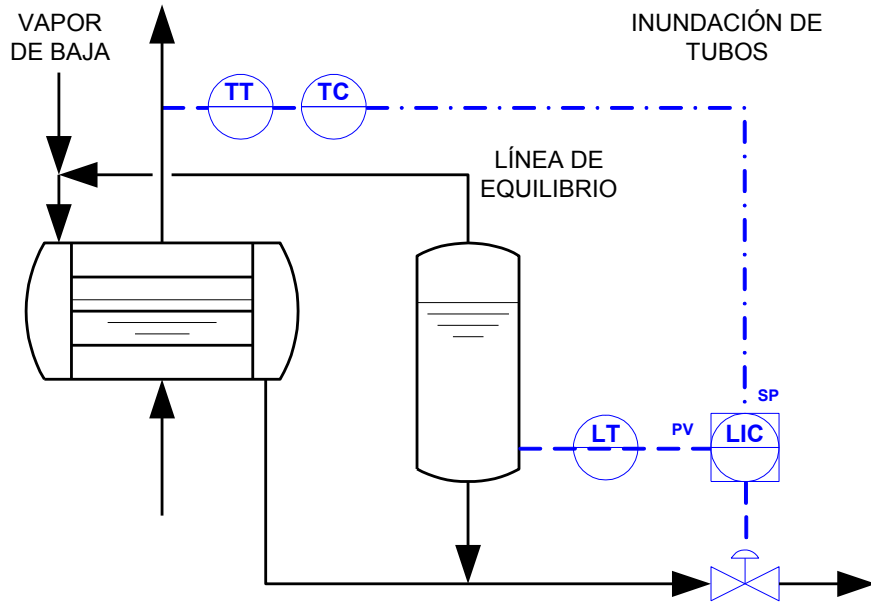 VAPOR
DE BAJA
INUNDACIÓN DE
TUBOS
TT
TC
LÍNEA DE
EQUILIBRIO
SP
PV
LT
LIC